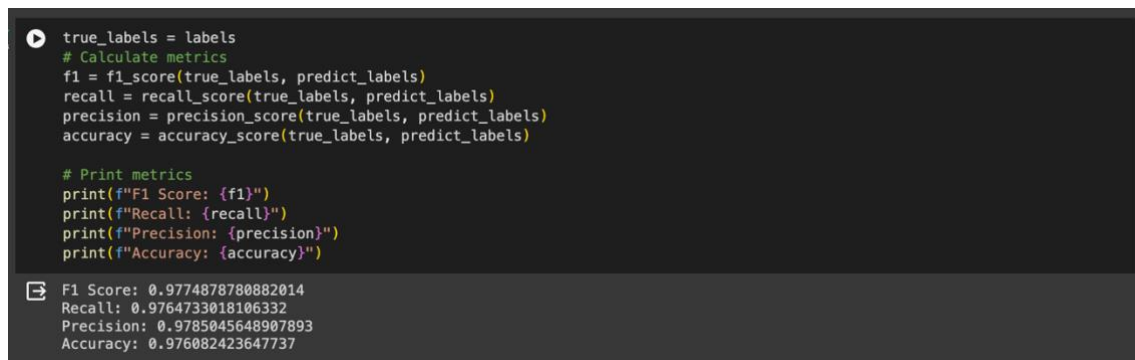 true_labels = labels
# Calculate metrics
f1 = f1_score(true_labels, predict_labels)
recall = recall_score(true_labels, predict_labels)
precision = precision_score(true_labels, predict_labels)
accuracy = accuracy_score(true_labels, predict_labels)
# Print metrics
print(f"F1 Score: {f1}")
print(f"Recall: {recall}")
print(f"Precision: {precision}")
print(f"Accuracy: {accuracy}")
F1 Score: 0.9774878780882014
Recall: 0.9764733018106332
Precision: 0.9785045648907893
Accuracy: 0.976082423647737